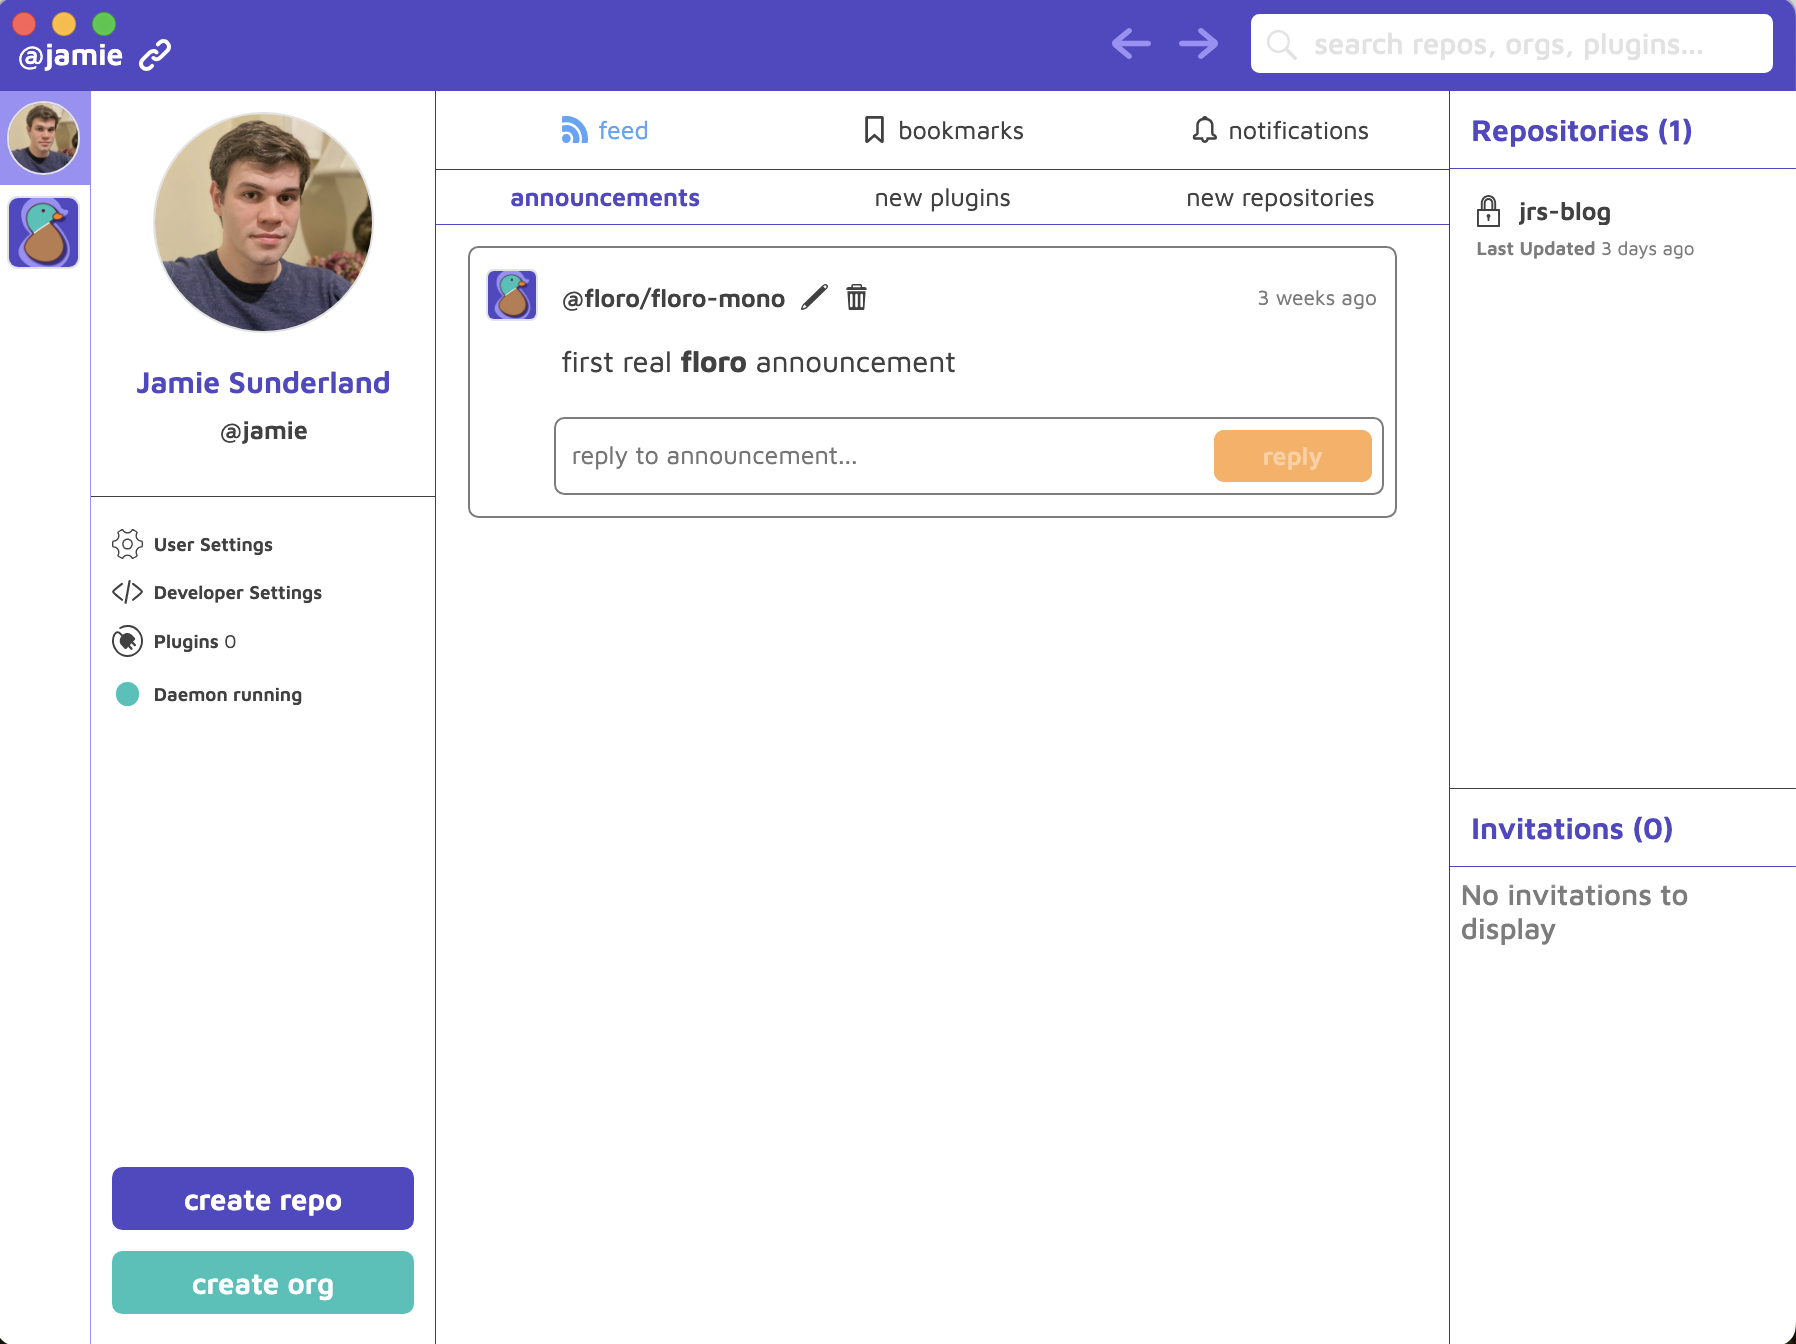 @jamie
search repos, orgs, plugins...
Jamie Sunderland
@jamie
User Settings
Developer Settings
Plugins 0
Daemon running
create repo
create org
feed
bookmarks
notifications
announcements
new plugins
new repositories
@floro/floro-mono
3 weeks ago
first real floro announcement
reply to announcement...
reply
Repositories (1)
jrs-blog
Last Updated 3 days ago
Invitations (0)
No invitations to
display